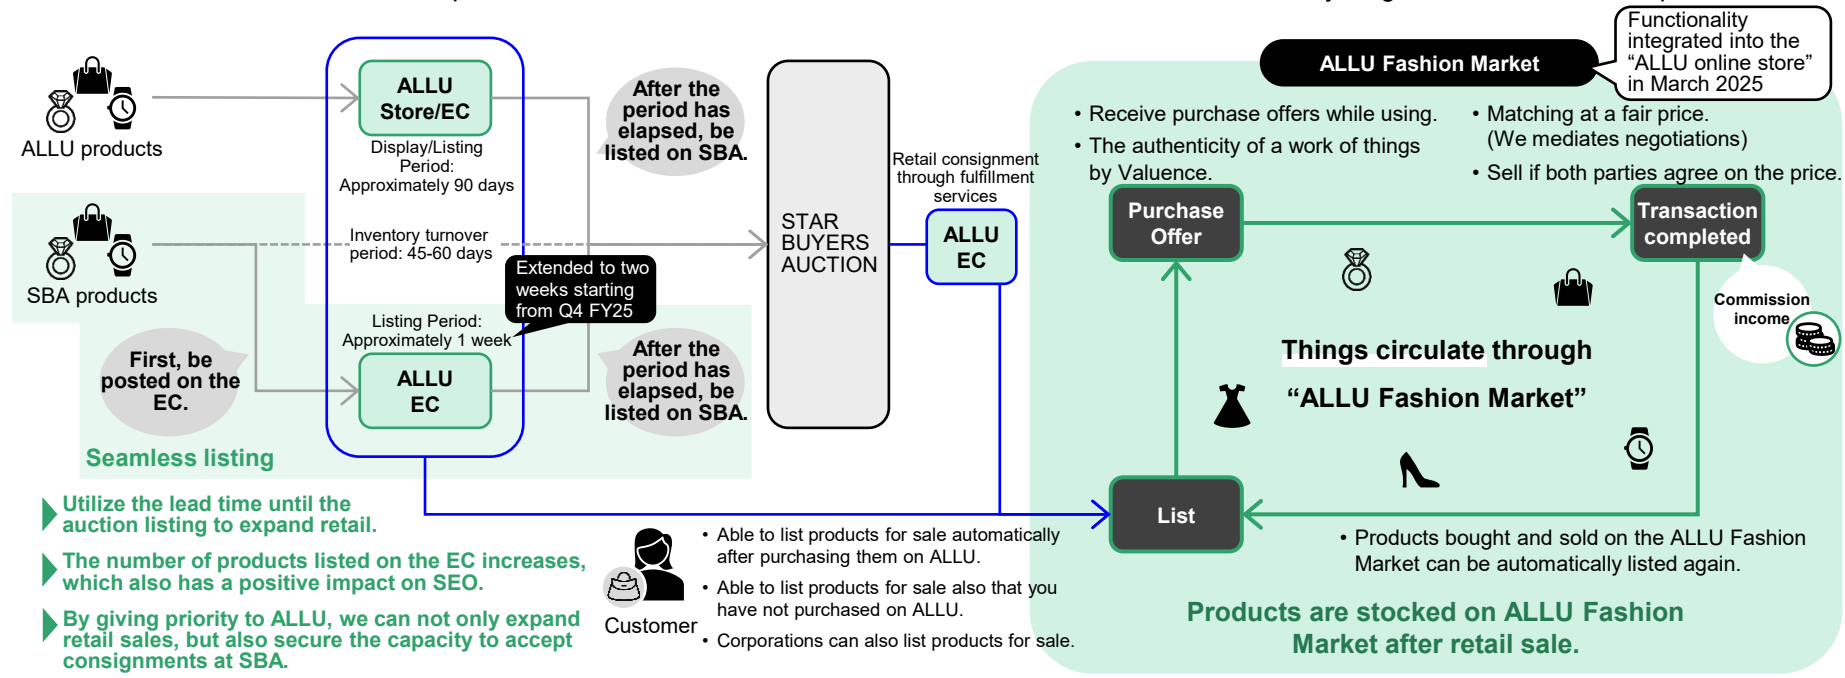 ALLU products
SBA products
First, be
posted on the
EC.
Seamless listing
ALLU
Store/EC
Display/Listing
Period:
Approximately 90 days
Inventory turnover
period: 45-60 days
Extended to two
weeks starting
from Q4 FY25
Listing Period:
Approximately 1 week
ALLU
EC
After the
period has
elapsed, be
listed on SBA.
After the
period has
elapsed, be
listed on SBA.
STAR
BUYERS
AUCTION
Retail consignment
through fulfillment
services
ALLU
EC
Utilize the lead time until the
auction listing to expand retail.
The number of products listed on the EC increases,
which also has a positive impact on SEO.
By giving priority to ALLU, we can not only expand
retail sales, but also secure the capacity to accept
consignments at SBA.
Customer
• Able to list products for sale automatically
after purchasing them on ALLU.
• Able to list products for sale also that you
have not purchased on ALLU.
• Corporations can also list products for sale.
ALLU Fashion Market
Functionality
integrated into the
“ALLU online store”
in March 2025
• Receive purchase offers while using.
• The authenticity of a work of things
by Valuence.
• Matching at a fair price.
(We mediates negotiations)
• Sell if both parties agree on the price.
Purchase
Offer
Transaction
completed
Commission
income
Things circulate through
“ALLU Fashion Market”
List
• Products bought and sold on the ALLU Fashion
Market can be automatically listed again.
Products are stocked on ALLU Fashion
Market after retail sale.